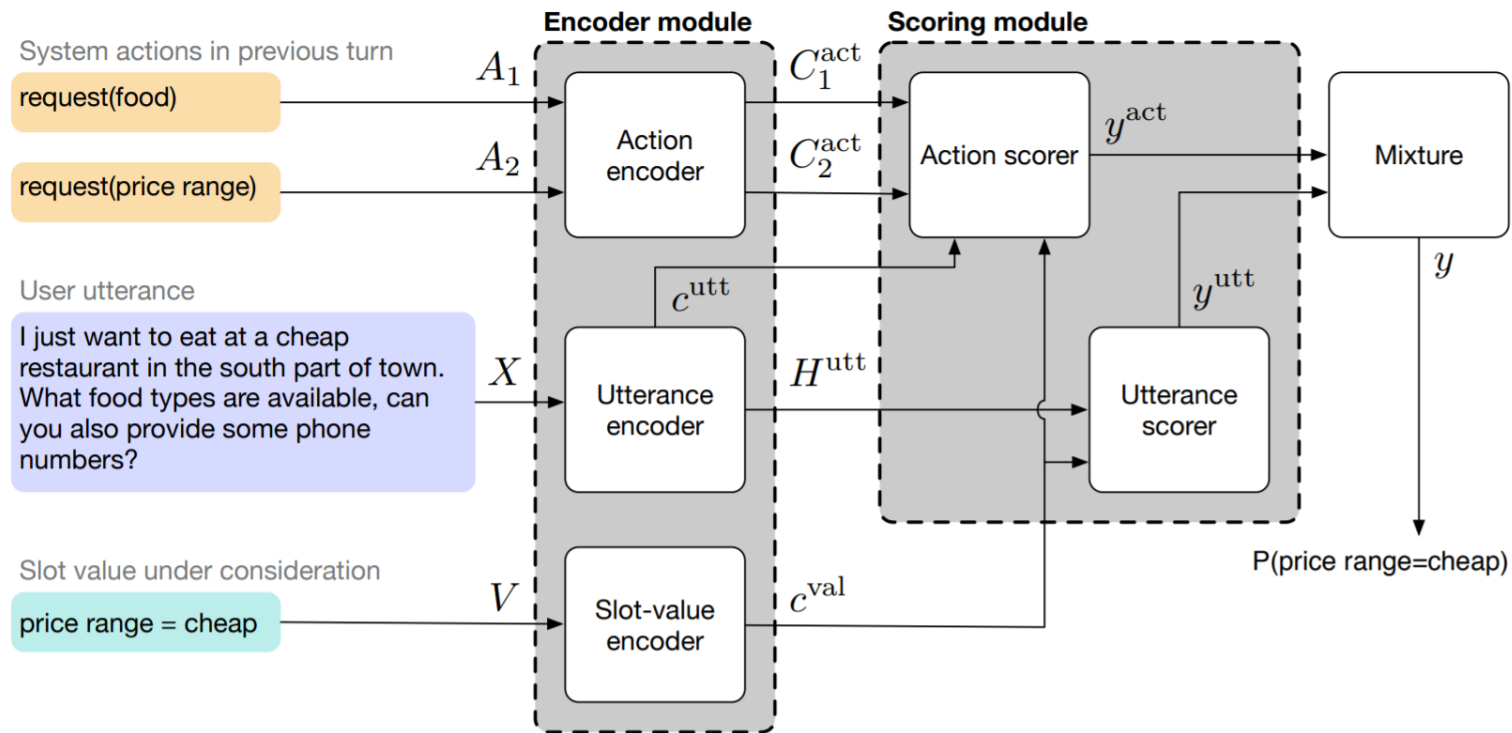 Encoder module
Scoring module
System actions in previous turn
request(food)
A₁
C₁ᵃᶜᵗ
Action
encoder
Action scorer
yᵃᶜᵗ
Mixture
request(price range)
A₂
C₂ᵃᶜᵗ
User utterance
cᵘᵗᵗ
yᵘᵗᵗ
y
I just want to eat at a cheap
restaurant in the south part of town.
What food types are available, can
you also provide some phone
numbers?
X
Utterance
encoder
Hᵘᵗᵗ
Utterance
scorer
Slot value under consideration
price range = cheap
V
Slot-value
encoder
cᵛᵃˡ
P(price range=cheap)